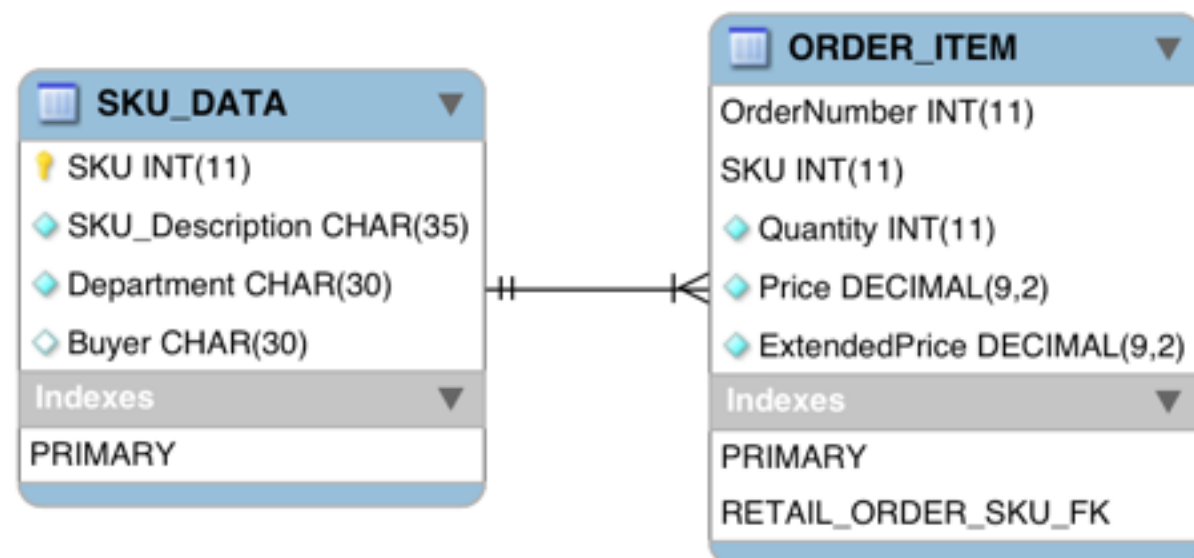 SKU_DATA
SKU INT(11)
SKU_Description CHAR(35)
Department CHAR(30)
Buyer CHAR(30)
Indexes
PRIMARY
ORDER_ITEM
OrderNumber INT(11)
SKU INT(11)
Quantity INT(11)
Price DECIMAL(9,2)
ExtendedPrice DECIMAL(9,2)
Indexes
PRIMARY
RETAIL_ORDER_SKU_FK